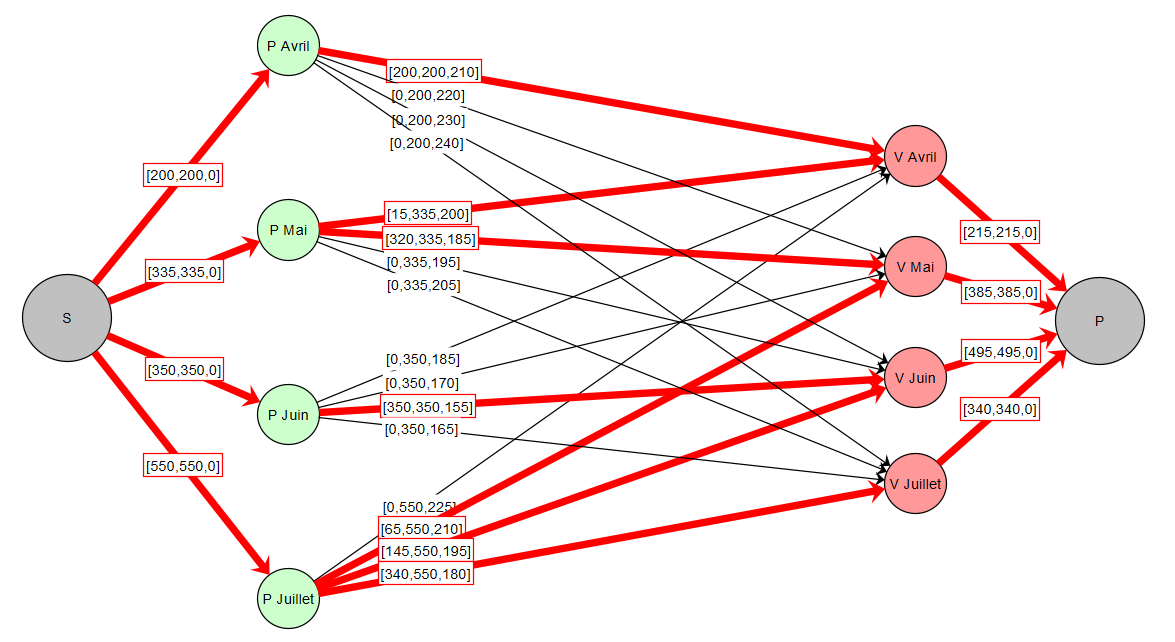 P Avril
[200,200,210]
[0,200,220]
[0,200,230]
[0,200,240]
V Avril
[200,200,0]
[15,335,200]
P Mai
[320,335,185]
[215,215,0]
[0,335,195]
V Mai
[335,335,0]
[0,335,205]
[385,385,0]
S
P
[0,350,185]
[495,495,0]
[350,350,0]
[0,350,170]
V Juin
[350,350,155]
[340,340,0]
P Juin
[0,350,165]
[550,550,0]
V Juillet
[0,550,225]
[65,550,210]
[145,550,195]
[340,550,180]
P Juillet